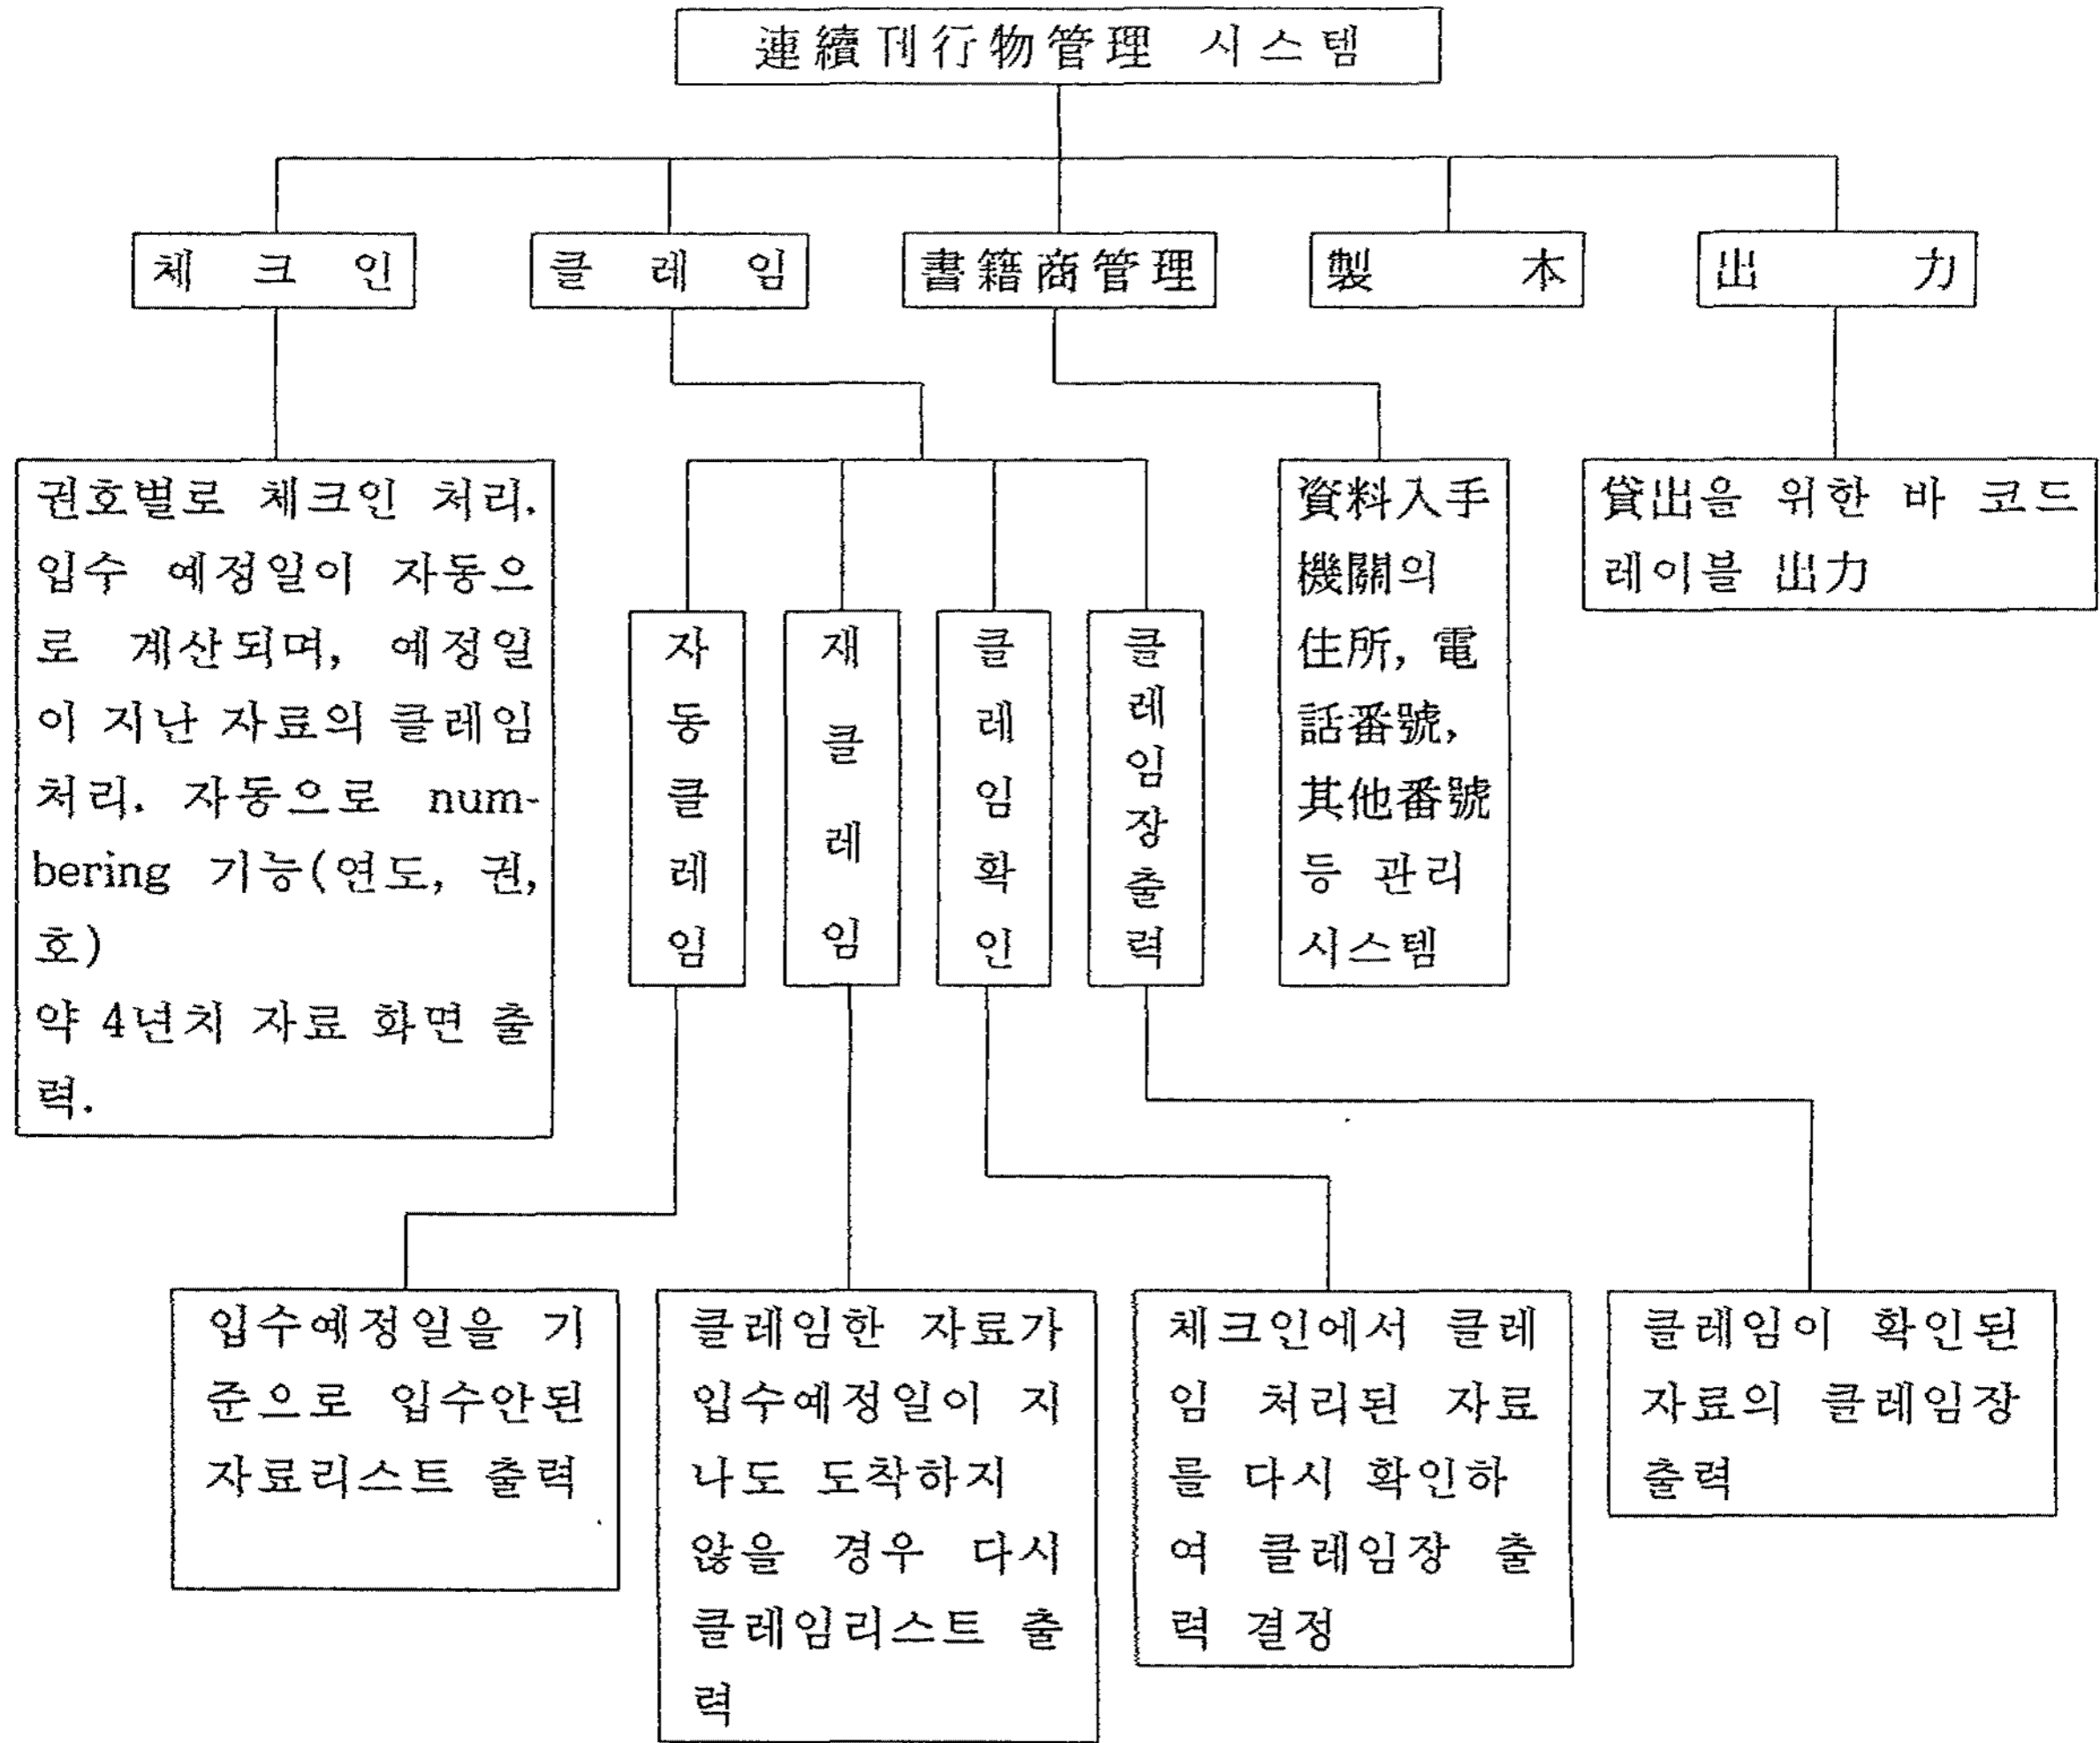 連續刊行物管理 시스템
체크인
클레임
書籍商管理
製本
出力
권호별로 체크인 처리.
입수 예정일이 자동으
로 계산되며, 예정일
이 지난 자료의 클레임
처리. 자동으로 num-
bering 기능(연도, 권,
호)
약 4년치 자료 화면 출
력.
자동클레임
재클레임
클레임확인
클레임장출력
資料入手
機關의
住所, 電
話番號,
其他番號
등 관리
시스템
貸出을 위한 바 코드
레이블 出力
입수예정일을 기
준으로 입수안된
자료리스트 출력
클레임한 자료가
입수예정일이 지
나도 도착하지
않을 경우 다시
클레임리스트 출
력
체크인에서 클레
임 처리된 자료
를 다시 확인하
여 클레임장 출
력 결정
클레임이 확인된
자료의 클레임장
출력